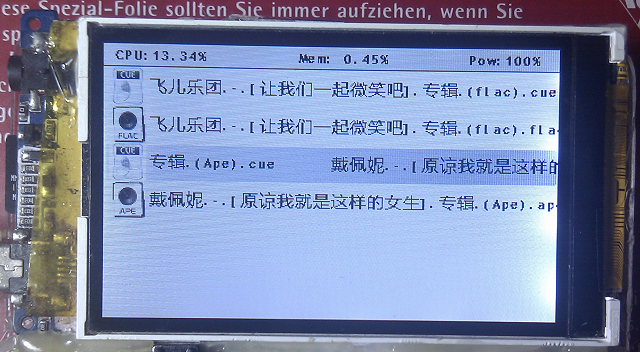 ese Spezial-Folie sollten Sie immer aufziehen, wenn Sie
CPU: 13.34% Mem: 0.45% Pow: 100%
CUE
飞儿乐团.-.[让我们一起微笑吧].专辑.(flac).cue
飞儿乐团.-.[让我们一起微笑吧].专辑.(flac).fla
FLAC
CUE
专辑.(Ape).cue 戴佩妮.-.[原谅我就是这样的
戴佩妮.-.[原谅我就是这样的女生].专辑.(Ape).ap
APE